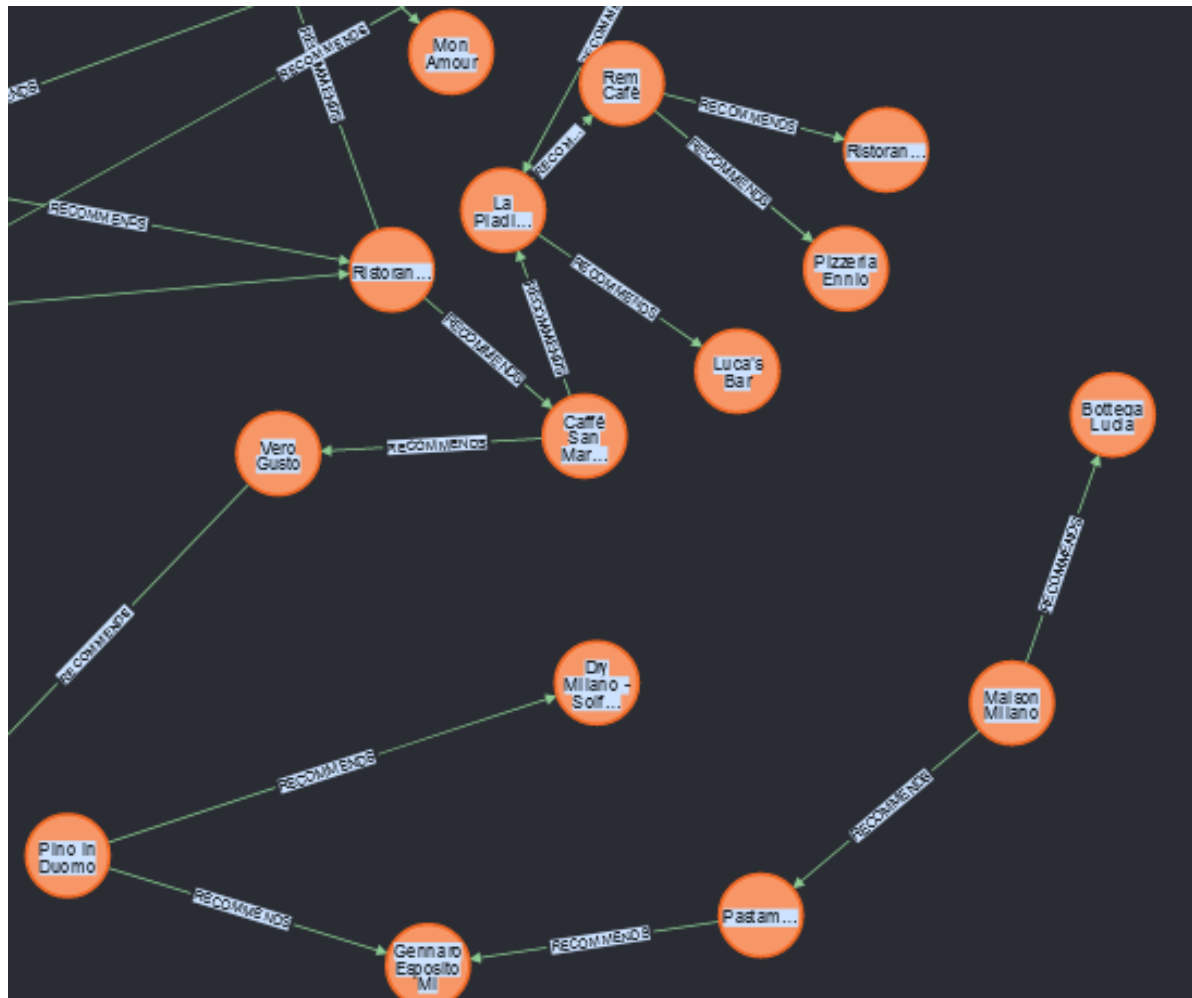 Mon
Amour
RECOMMENDS
RECOMMENDS
Rem
Café
RECOMMENDS
Ristoran...
RECOM...
RECOMMENDS
La
Piadi...
RECOMMENDS
Ristoran...
Pizzeria
Ennio
RECOMMENDS
RECOMMENDS
RECOMMENDS
Luca's
Bar
Bottega
Lucia
Caffè
San
Mar...
Vero
Gusto
RECOMMENDS
RECOMMENDS
RECOMMENDS
Dry
Milano -
Solf...
Maison
Milano
RECOMMENDS
RECOMMENDS
Pino in
Duomo
RECOMMENDS
Pastam...
RECOMMENDS
Gennaro
Esposito
Mi